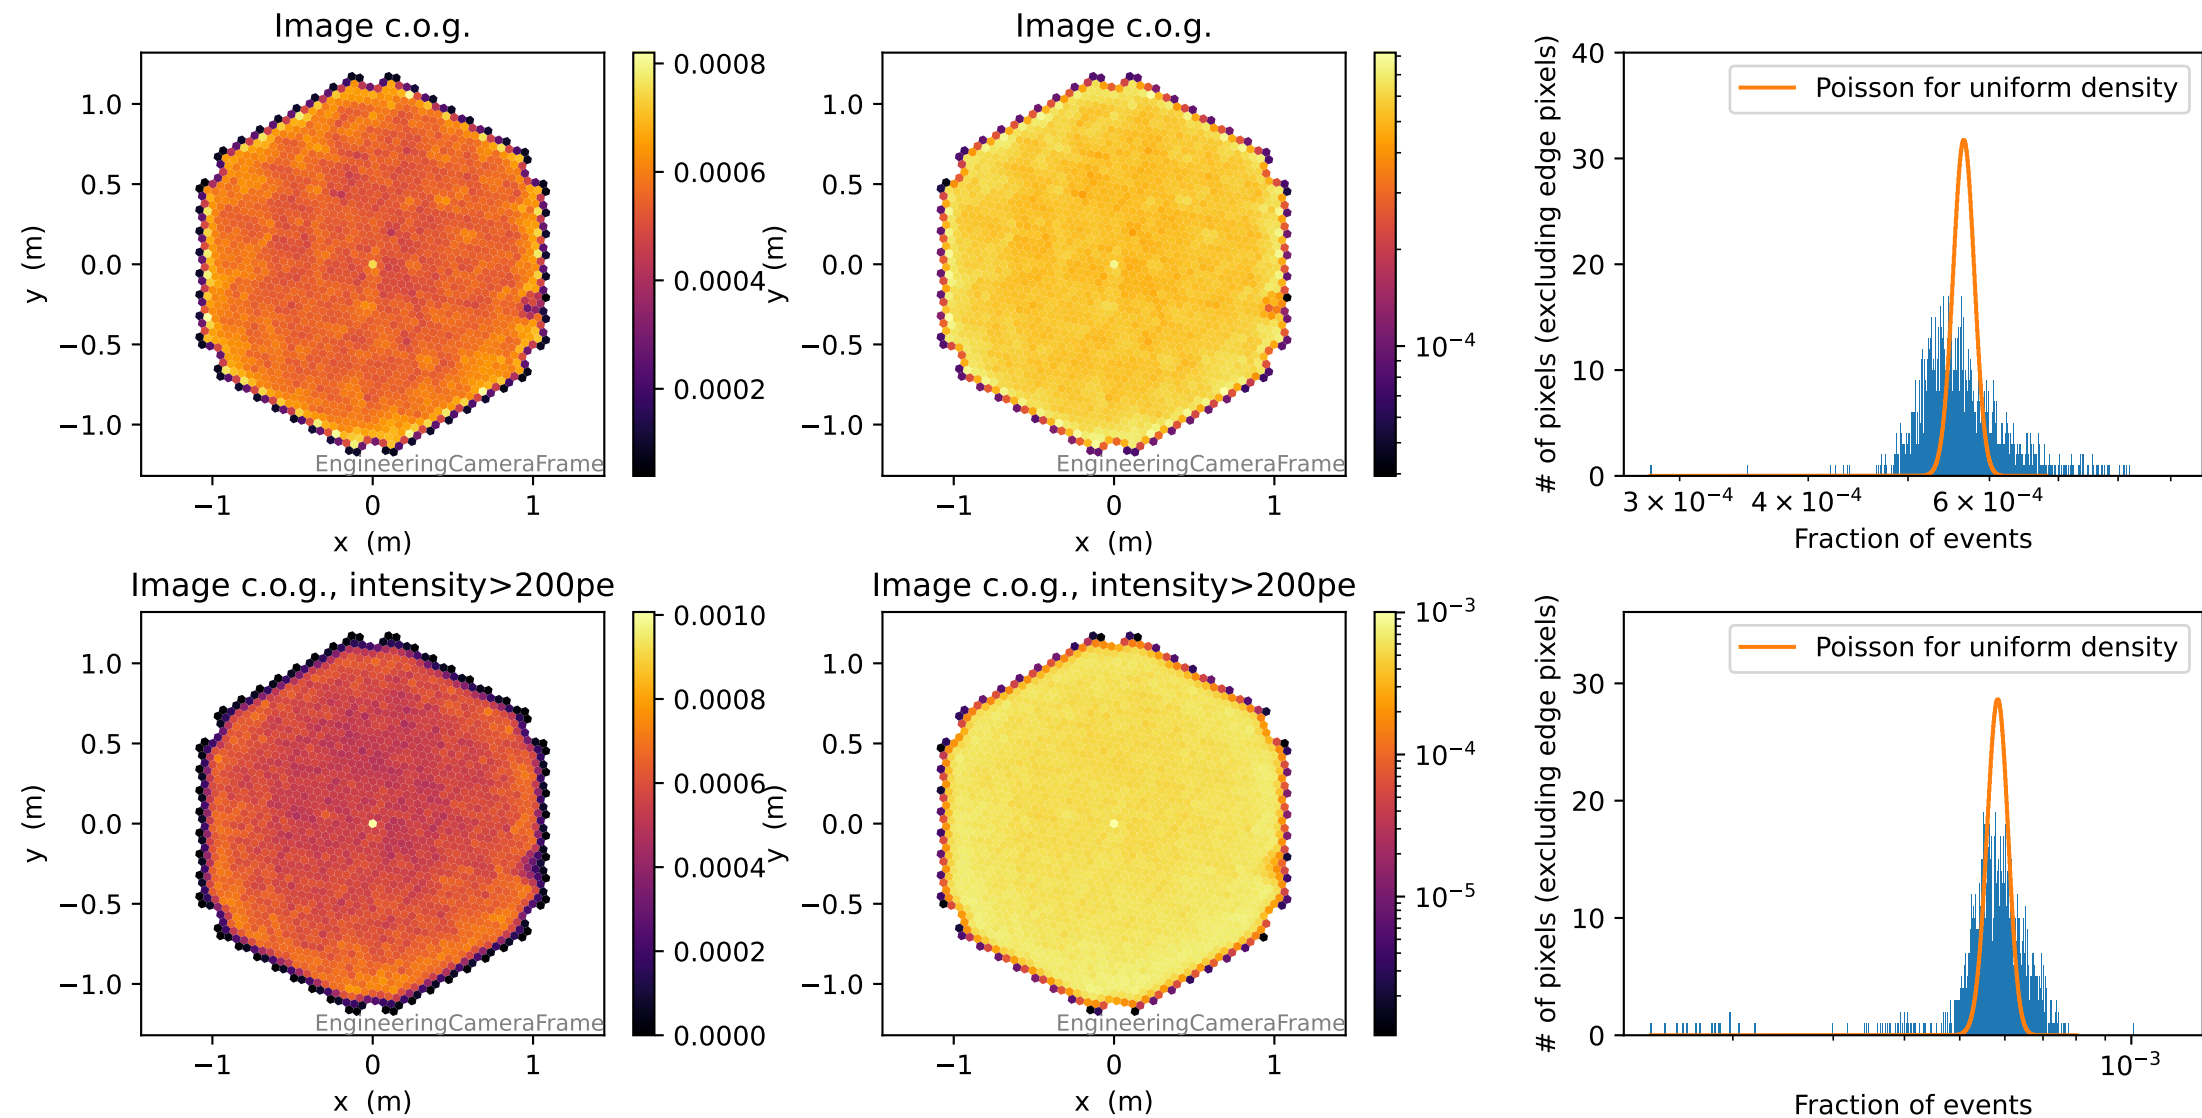 Image c.o.g.
1.0
0.5
0.0
−0.5
−1.0
y (m)
EngineeringCameraFrame
−1
0
1
x (m)
0.0008
0.0006
0.0004
0.0002
Image c.o.g.
1.0
0.5
0.0
−0.5
−1.0
y (m)
EngineeringCameraFrame
−1
0
1
x (m)
10⁻⁴
Poisson for uniform density
40
30
20
10
0
# of pixels (excluding edge pixels)
3 × 10⁻⁴
4 × 10⁻⁴
6 × 10⁻⁴
Fraction of events
Image c.o.g., intensity>200pe
1.0
0.5
0.0
−0.5
−1.0
y (m)
EngineeringCameraFrame
−1
0
1
x (m)
0.0010
0.0008
0.0006
0.0004
0.0002
0.0000
Image c.o.g., intensity>200pe
1.0
0.5
0.0
−0.5
−1.0
y (m)
EngineeringCameraFrame
−1
0
1
x (m)
10⁻³
10⁻⁴
10⁻⁵
Poisson for uniform density
30
20
10
0
# of pixels (excluding edge pixels)
10⁻³
Fraction of events